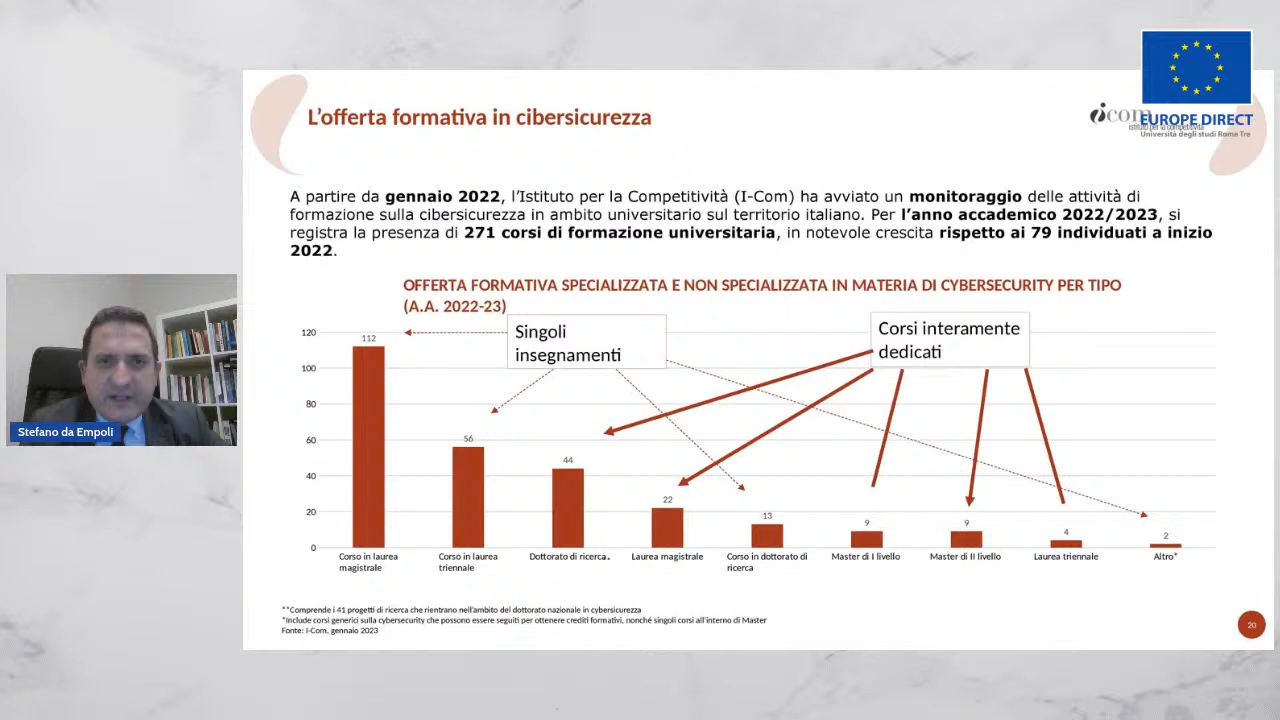 L'offerta formativa in cibersicurezza
icom
istituto per la competitività
EUROPE DIRECT
Università degli studi Roma Tre
A partire da gennaio 2022, l'Istituto per la Competitività (I-Com) ha avviato un monitoraggio delle attività di
formazione sulla cibersicurezza in ambito universitario sul territorio italiano. Per l'anno accademico 2022/2023, si
registra la presenza di 271 corsi di formazione universitaria, in notevole crescita rispetto ai 79 individuati a inizio
2022.
OFFERTA FORMATIVA SPECIALIZZATA E NON SPECIALIZZATA IN MATERIA DI CYBERSECURITY PER TIPO
(A.A. 2022-23)
Singoli
insegnamenti
Corsi interamente
dedicati
120
100
80
60
40
20
0
112
56
44
22
13
9
9
4
2
Corso in laurea
magistrale
Corso in laurea
triennale
Dottorato di ricerca.
Laurea magistrale
Corso in dottorato di
ricerca
Master di I livello
Master di II livello
Laurea triennale
Altro*
Stefano da Empoli
**Comprende i 41 progetti di ricerca che rientrano nell'ambito del dottorato nazionale in cybersicurezza
*Include corsi generici sulla cybersecurity che possono essere seguiti per ottenere crediti formativi, nonché singoli corsi all'interno di Master
Fonte: I-Com, gennaio 2023
20